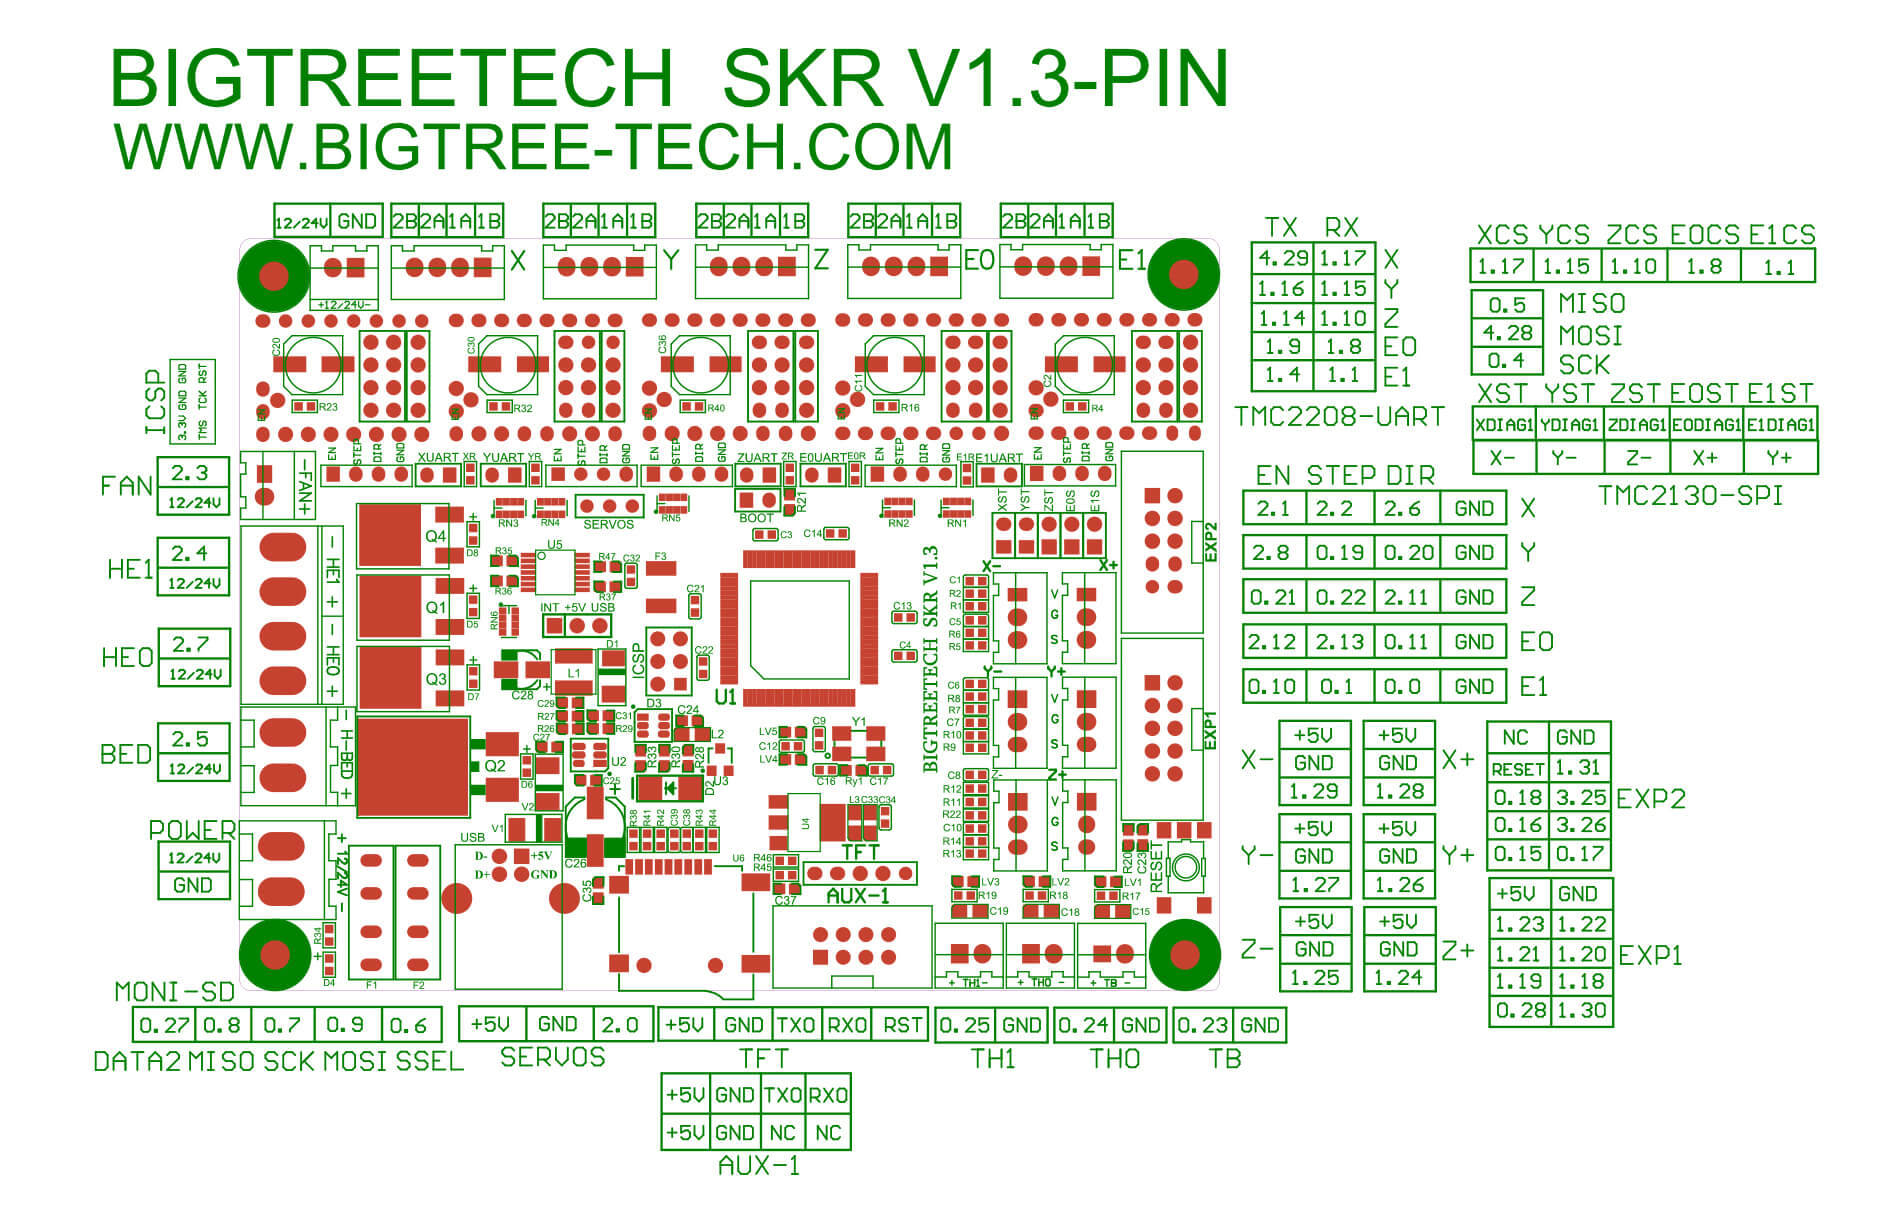 BIGTREETECH SKR V1.3-PIN
WWW.BIGTREE-TECH.COM
12/24V GND 2B 2A 1A 1B 2B 2A 1A 1B 2B 2A 1A 1B 2B 2A 1A 1B 2B 2A 1A 1B
X Y Z E0 E1
+12/24V-
C20 C30 C36 C11 C2
R23 R32 R40 R16 R4
EN EN EN EN EN
ICSP
3.3V GND GND
TMS TCK RST
EN STEP DIR GND XUART XR YUART YR EN STEP DIR GND EN STEP DIR GND ZUART ZR E0UART E0R EN STEP DIR GND E1R E1UART EN STEP DIR GND
FAN
2.3
12/24V
-FAN+
RN3 RN4 SERVOS RN5 BOOT R21 RN2 RN1
XST YST ZST E0S E1S
HE1
2.4
12/24V
- HE1 +
Q4 D8
R35 U5 R47 C32 F3 C3 C14
R36 R37 C21
HE0
2.7
12/24V
- HE0 +
Q1 D5
RN6 INT +5V USB
D1 ICSP C22 U1 C13 C4
Q3 D7
C28 L1
C29 R27 R26 C31 R29 D3 C24 L2
BED
2.5
12/24V
- H-BED +
Q2 D6 C27 V2 U2 C25 R33 R30 R28 U3 D2
LV5 C12 LV4 C9 Y1 C16 Ry1 C17
BIGTREETECH SKR V1.3
X- X+
C1 R2 R1 C5 R6 R5
V G S
Y- Y+
C6 R8 R7 C7 R10 R9
V G S
Z- Z+
C8 R12 R11 R22 C10 R14 R13
V G S
EXP2
EXP1
POWER
12/24V
GND
+ 12/24V -
V1 USB C26
D- +5V
D+ GND
C35
R38 R41 R42 C39 C38 R43 R44
U6 R46 R45 C37
U4 L3 C33 C34
TFT
AUX-1
LV3 R19 C19
LV2 R18 C18
LV1 R17 C15
R20 C23 RESET
R34 D4 F1 F2
+ TH1- + TH0 - + TB -
MONI-SD
0.27 0.8 0.7 0.9 0.6
DATA2 MISO SCK MOSI SSEL
+5V GND 2.0
SERVOS
+5V GND TX0 RX0 RST
TFT
0.25 GND
TH1
0.24 GND
TH0
0.23 GND
TB
+5V GND TX0 RX0
+5V GND NC NC
AUX-1
TX RX
4.29 1.17 X
1.16 1.15 Y
1.14 1.10 Z
1.9 1.8 E0
1.4 1.1 E1
TMC2208-UART
XCS YCS ZCS E0CS E1CS
1.17 1.15 1.10 1.8 1.1
0.5 MISO
4.28 MOSI
0.4 SCK
XST YST ZST E0ST E1ST
XDIAG1 YDIAG1 ZDIAG1 E0DIAG1 E1DIAG1
X- Y- Z- X+ Y+
TMC2130-SPI
EN STEP DIR
2.1 2.2 2.6 GND X
2.8 0.19 0.20 GND Y
0.21 0.22 2.11 GND Z
2.12 2.13 0.11 GND E0
0.10 0.1 0.0 GND E1
X-
+5V
GND
1.29
X+
+5V
GND
1.28
Y-
+5V
GND
1.27
Y+
+5V
GND
1.26
Z-
+5V
GND
1.25
Z+
+5V
GND
1.24
NC GND
RESET 1.31
0.18 3.25
0.16 3.26
0.15 0.17
EXP2
+5V GND
1.23 1.22
1.21 1.20
1.19 1.18
0.28 1.30
EXP1